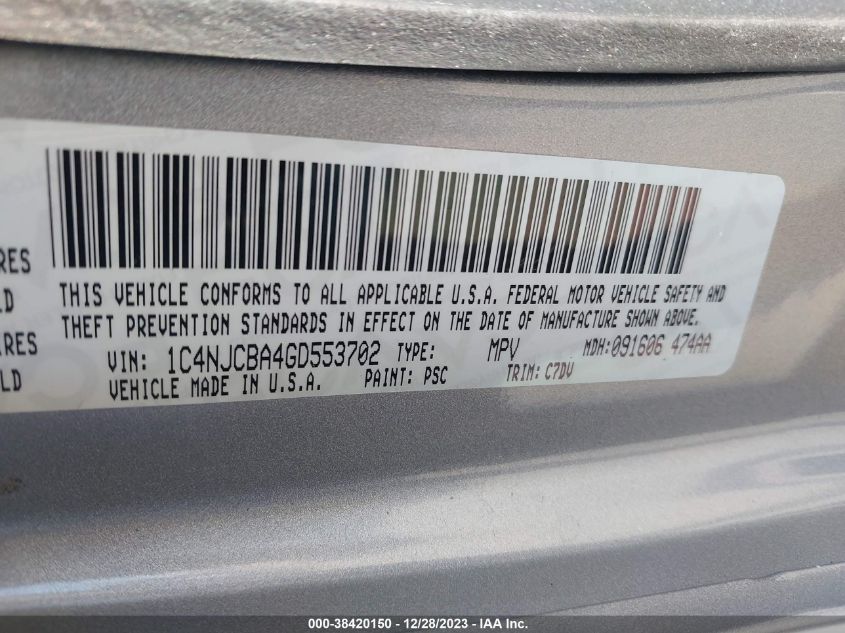 RES
LD
IRES
LD
THIS VEHICLE CONFORMS TO ALL APPLICABLE U.S.A. FEDERAL MOTOR VEHICLE SAFETY AND
THEFT PREVENTION STANDARDS IN EFFECT ON THE DATE OF MANUFACTURE SHOWN ABOVE.
VIN: 1C4NJCBA4GD553702 TYPE: MPV MDH:091606 474AA
VEHICLE MADE IN U.S.A. PAINT: PSC TRIM: C7DV
000-38420150 - 12/28/2023 - IAA Inc.